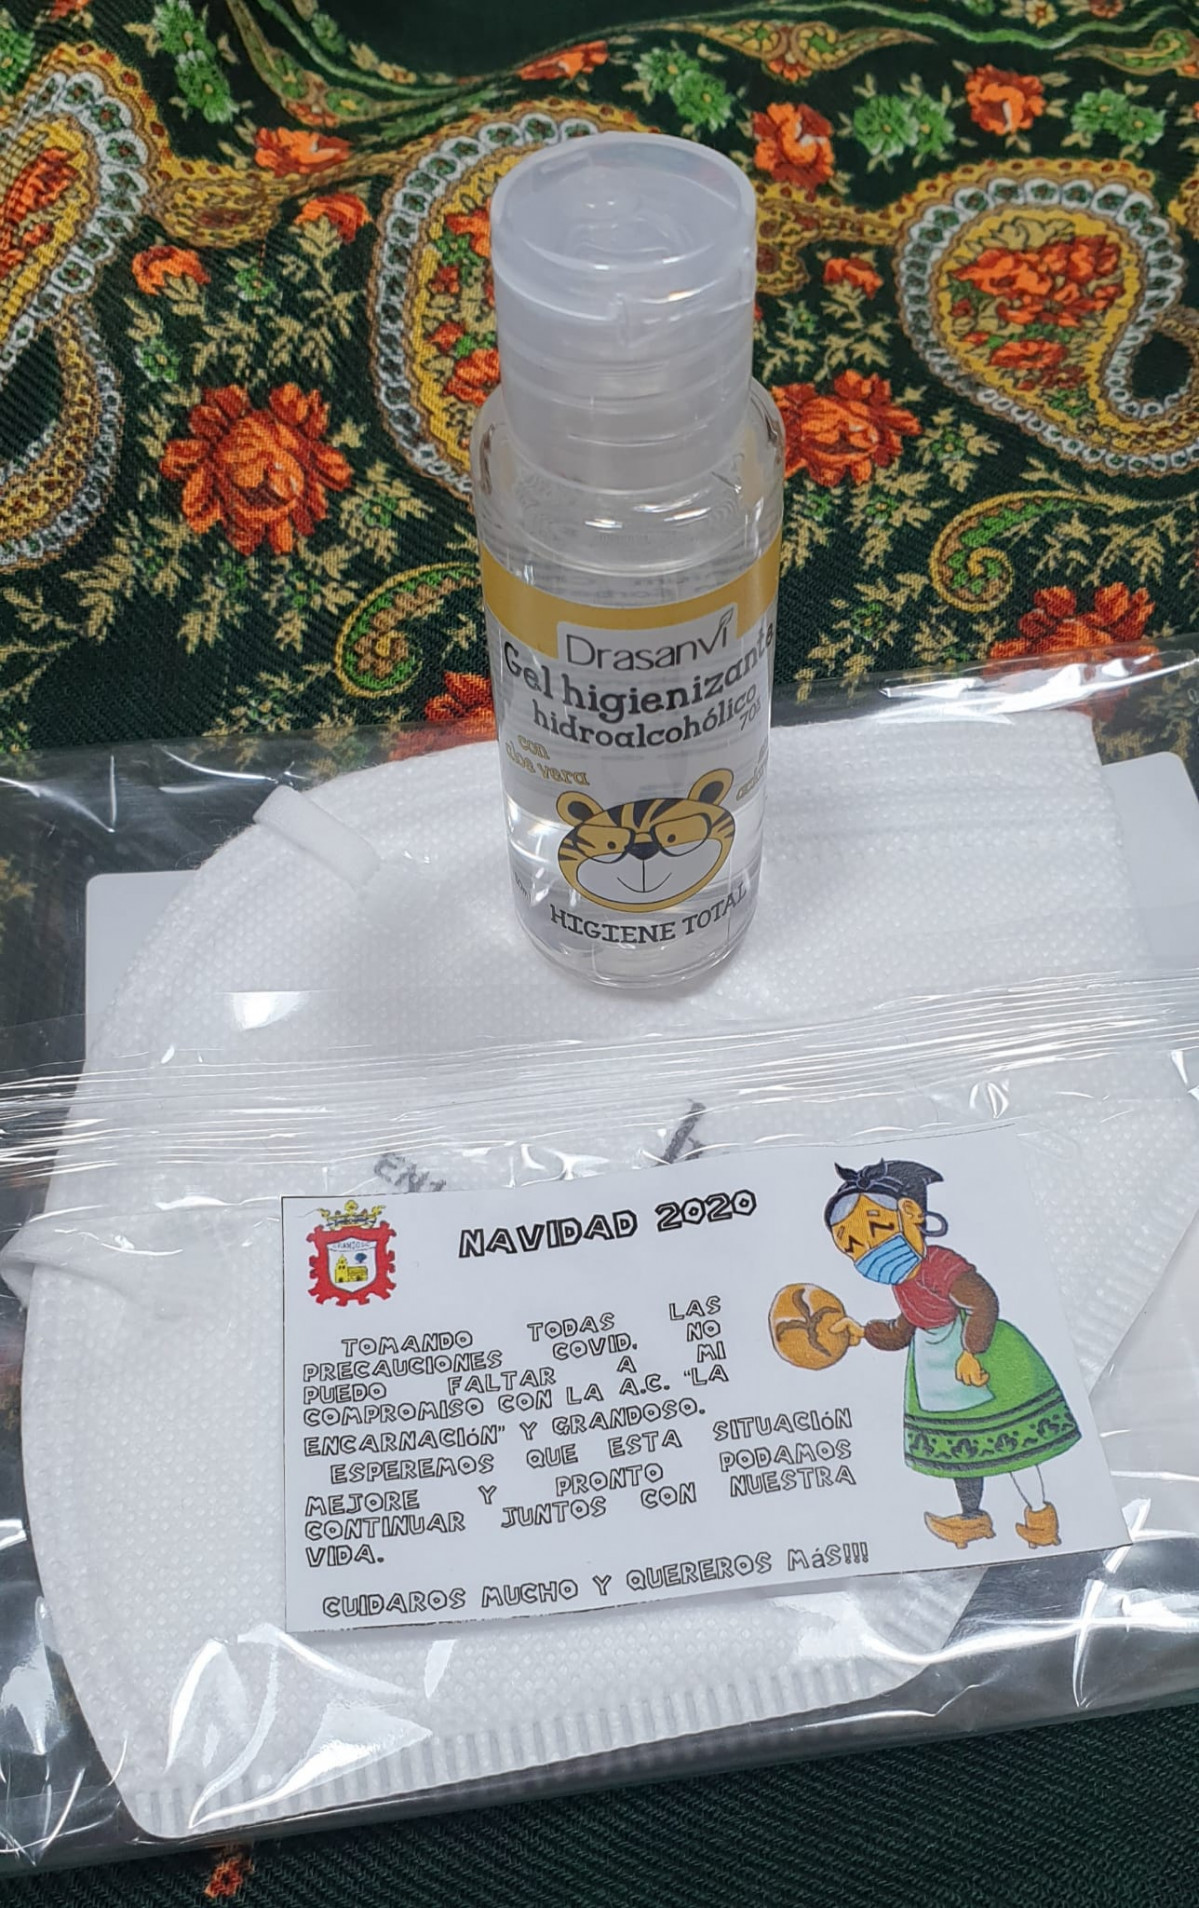 Drasanvi
Gel higienizante
hidroalcohólico
70%
con
aloe vera
HIGIENE TOTAL
NAVIDAD 2020
TOMANDO TODAS LAS
PRECAUCIONES COVID. NO
PUEDO FALTAR A MI
COMPROMISO CON LA A.C. "LA
ENCARNACIÓN" Y GRANDOSO.
ESPEREMOS QUE ESTA SITUACIÓN
MEJORE Y PRONTO PODAMOS
CONTINUAR JUNTOS CON NUESTRA
VIDA.
CUIDAROS MUCHO Y QUEREROS MáS!!!